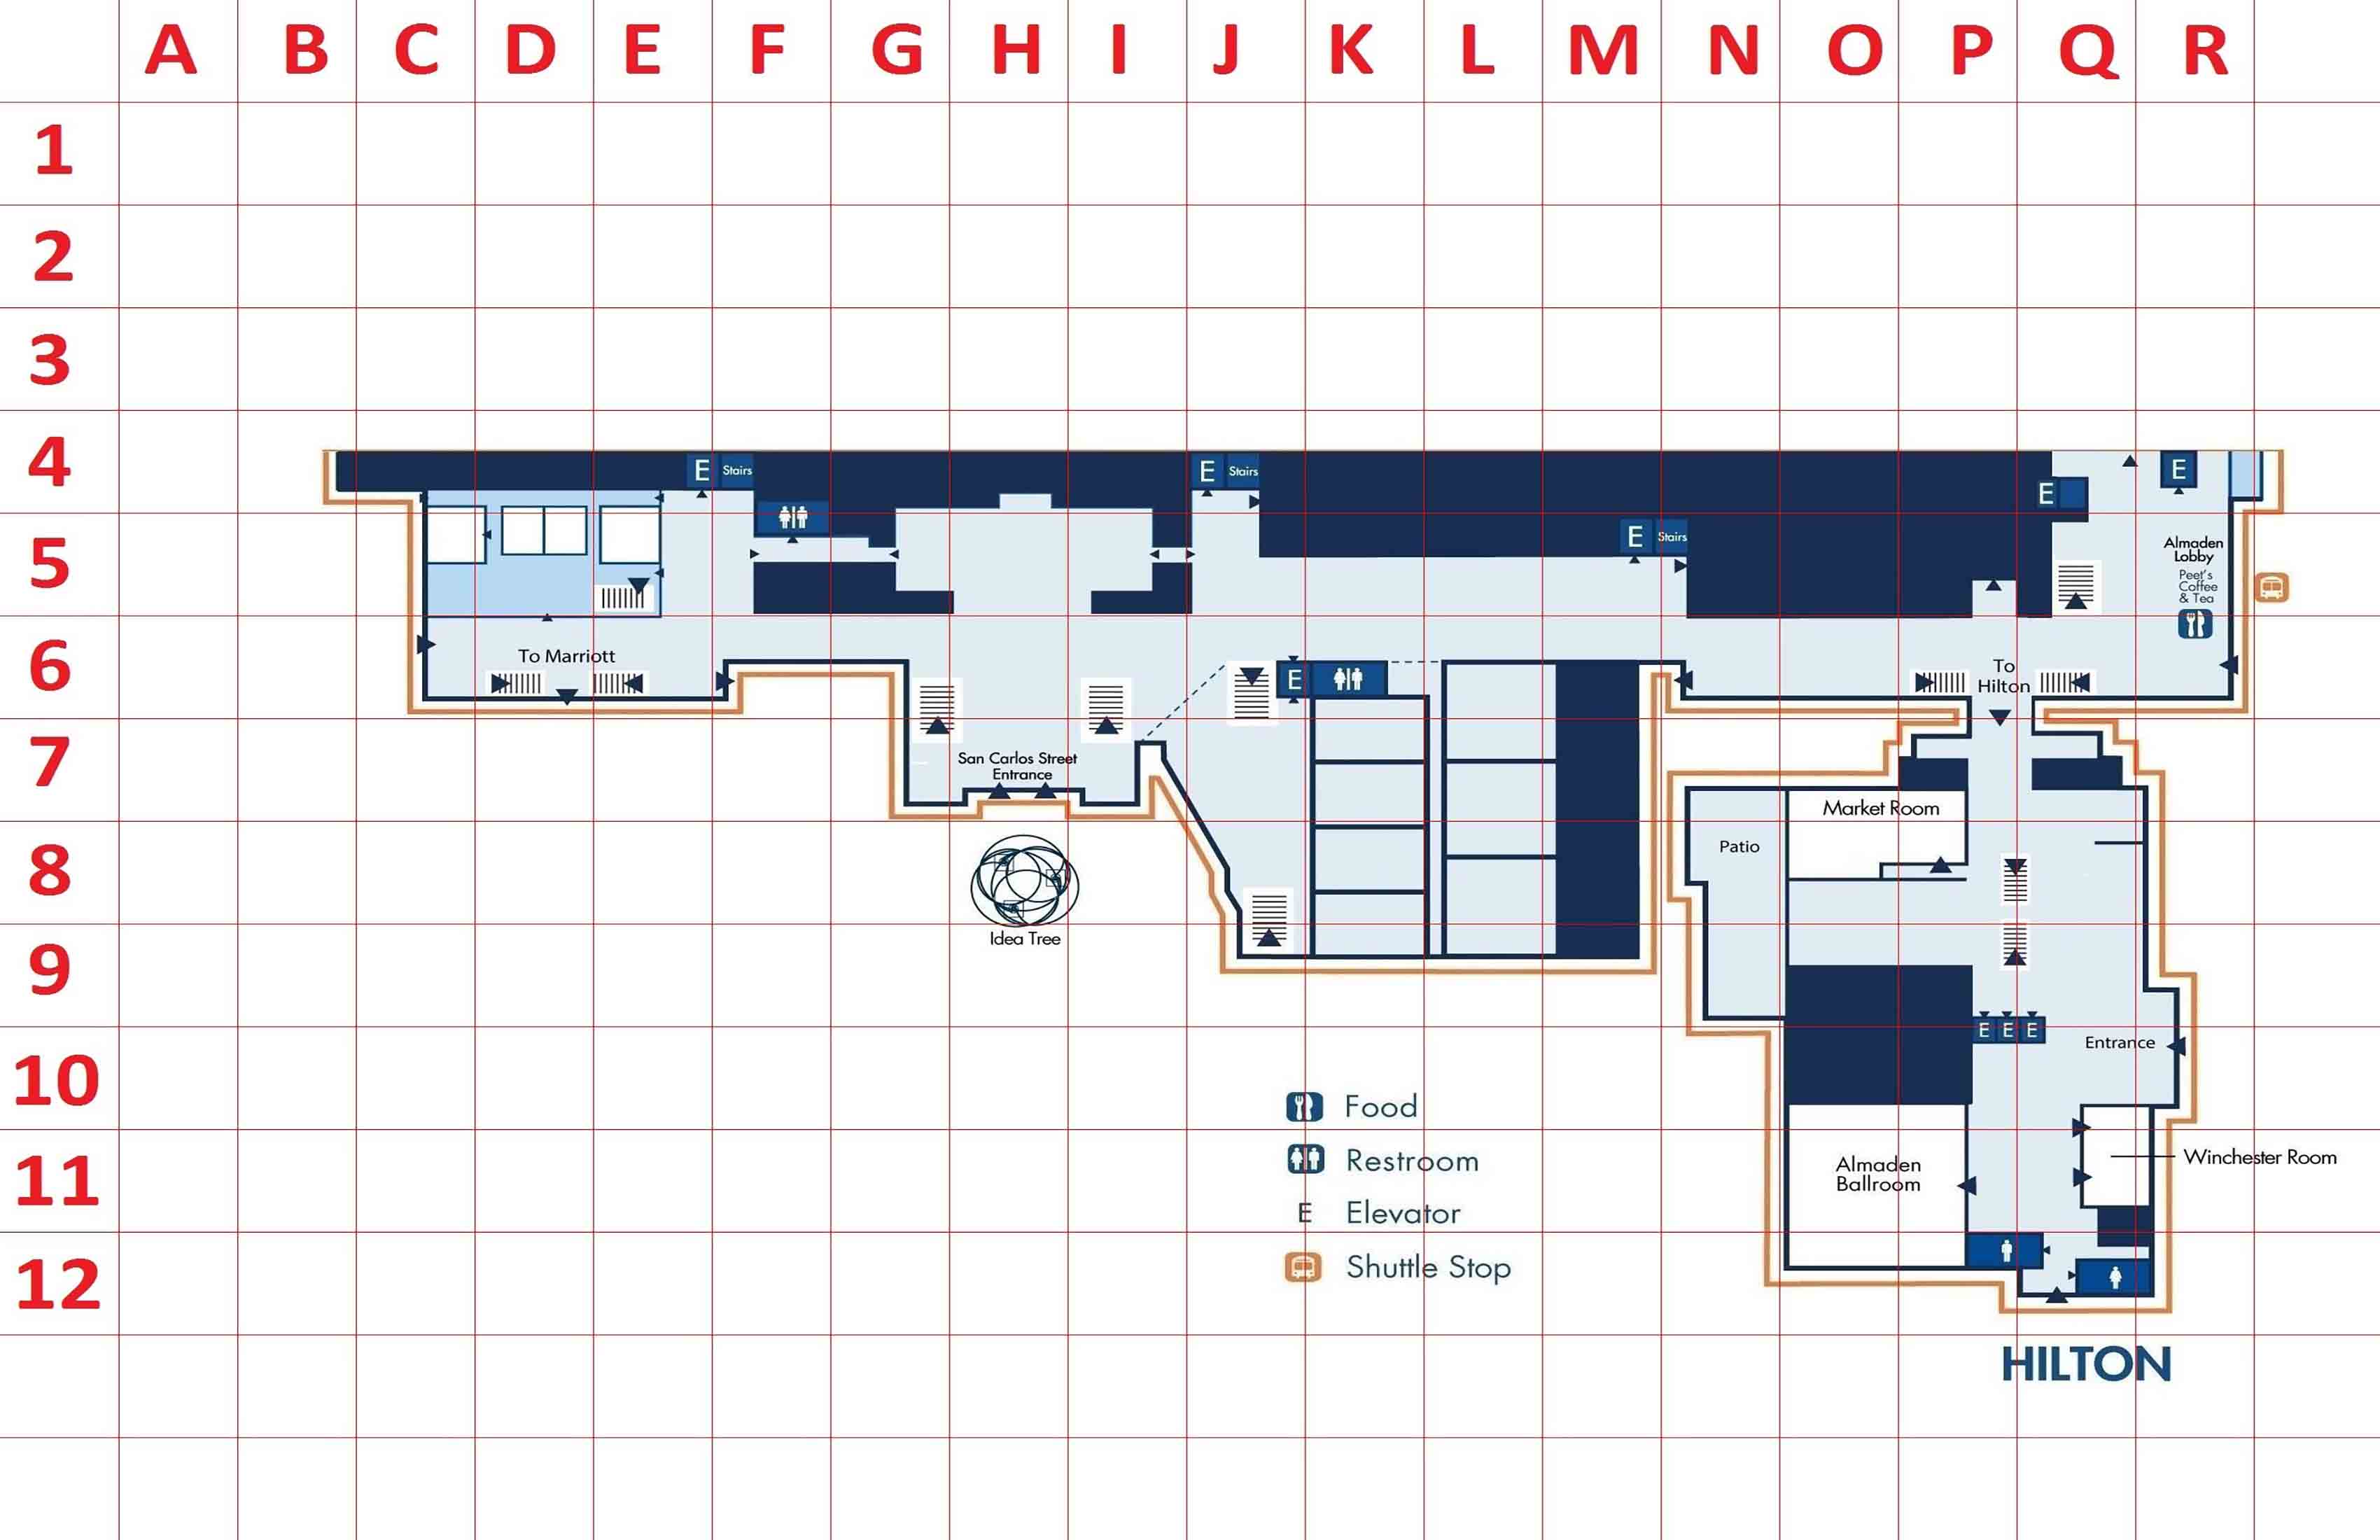 A B C D E F G H I J K L M N O P Q R
1
2
3
4
E Stairs
E Stairs
E
E
5
E Stairs
Almaden
Lobby
Peet's
Coffee
& Tea
6
To Marriott
E
To
Hilton
7
San Carlos Street
Entrance
Market Room
8
Patio
Idea Tree
9
10
E E E
Entrance
Food
11
Restroom
Almaden
Ballroom
Winchester Room
E Elevator
12
Shuttle Stop
HILTON